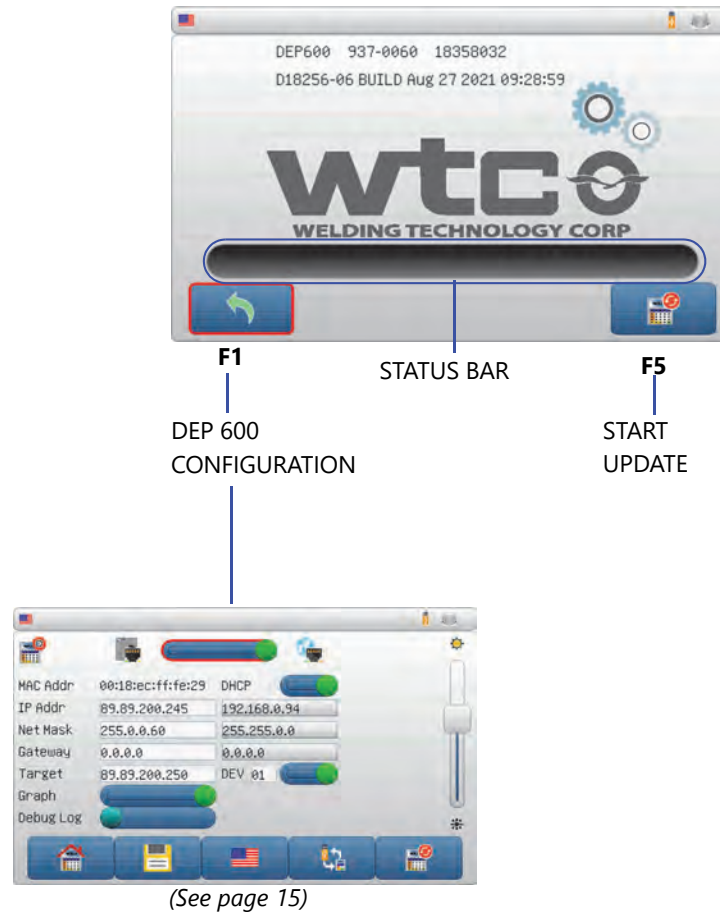 DEP600 937-0060 18358032
D18256-06 BUILD Aug 27 2021 09:28:59
wtco
WELDING TECHNOLOGY CORP
F1
STATUS BAR
F5
DEP 600
CONFIGURATION
START
UPDATE
MAC Addr 00:18:ec:ff:fe:29 DHCP
IP Addr 89.89.200.245 192.168.0.94
Net Mask 255.0.0.60 255.255.0.0
Gateway 0.0.0.0 0.0.0.0
Target 89.89.200.250 DEV 01
Graph
Debug Log
(See page 15)